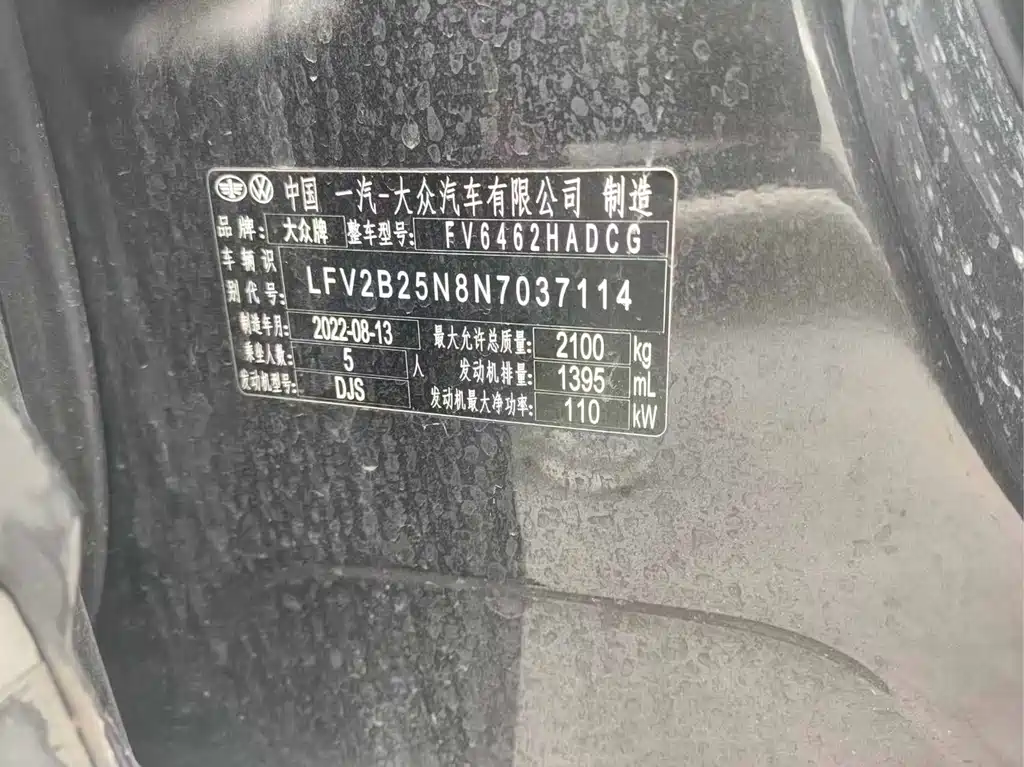 中国 一汽-大众汽车有限公司 制造
品牌: 大众牌 整车型号: FV6462HADCG
车辆识别代号: LFV2B25N8N7037114
制造年月: 2022-08-13 最大允许总质量: 2100 kg
乘坐人数: 5 人 发动机排量: 1395 mL
发动机型号: DJS 发动机最大净功率: 110 kW